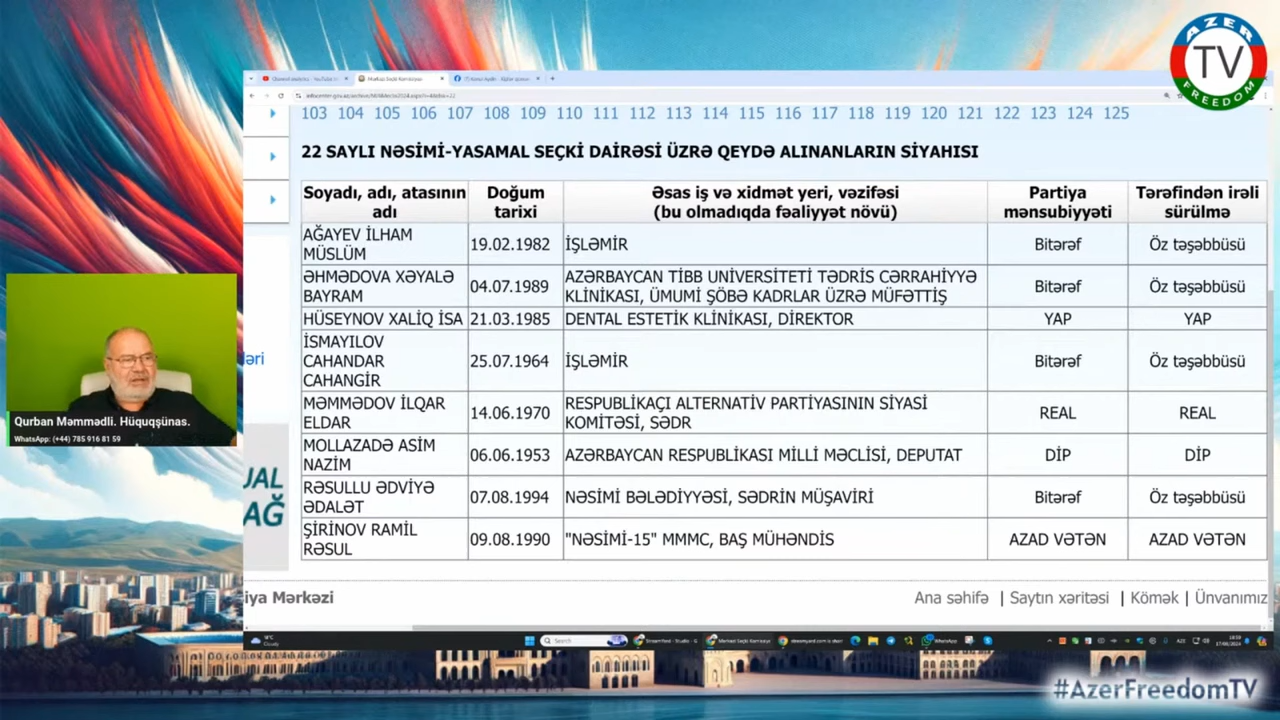 AZER
TV
FREEDOM
103 104 105 106 107 108 109 110 111 112 113 114 115 116 117 118 119 120 121 122 123 124 125
22 SAYLI NƏSİMİ-YASAMAL SEÇKİ DAİRƏSİ ÜZRƏ QEYDƏ ALINANLARIN SİYAHISI
Soyadı, adı, atasının adı
Doğum tarixi
Əsas iş və xidmət yeri, vəzifəsi
(bu olmadıqda fəaliyyət növü)
Partiya mənsubiyyəti
Tərəfindən irəli sürülmə
AĞAYEV İLHAM MÜSLÜM 19.02.1982 İŞLƏMİR Bitərəf Öz təşəbbüsü
ƏHMƏDOVA XƏYALƏ BAYRAM 04.07.1989 AZƏRBAYCAN TİBB UNİVERSİTETİ TƏDRİS CƏRRAHİYYƏ KLİNİKASI, ÜMUMİ ŞÖBƏ KADRLAR ÜZRƏ MÜFƏTTİŞ Bitərəf Öz təşəbbüsü
HÜSEYNOV XALİQ İSA 21.03.1985 DENTAL ESTETİK KLİNİKASI, DİREKTOR YAP YAP
İSMAYILOV CAHANDAR CAHANGİR 25.07.1964 İŞLƏMİR Bitərəf Öz təşəbbüsü
MƏMMƏDOV İLQAR ELDAR 14.06.1970 RESPUBLİKAÇI ALTERNATİV PARTİYASININ SİYASİ KOMİTƏSİ, SƏDR REAL REAL
MOLLAZADƏ ASİM NAZİM 06.06.1953 AZƏRBAYCAN RESPUBLİKASI MİLLİ MƏCLİSİ, DEPUTAT DİP DİP
RƏSULLU ƏDVİYƏ ƏDALƏT 07.08.1994 NƏSİMİ BƏLƏDİYYƏSİ, SƏDRİN MÜŞAVİRİ Bitərəf Öz təşəbbüsü
ŞİRİNOV RAMİL RƏSUL 09.08.1990 "NƏSİMİ-15" MMMC, BAŞ MÜHƏNDİS AZAD VƏTƏN AZAD VƏTƏN
əri
UAL
AĞ
iya Mərkəzi
Ana səhifə | Saytın xəritəsi | Kömək | Ünvanımız
Qurban Məmmədli. Hüquqşünas.
WhatsApp: (+44) 785 916 81 59
Search
#AzerFreedomTV